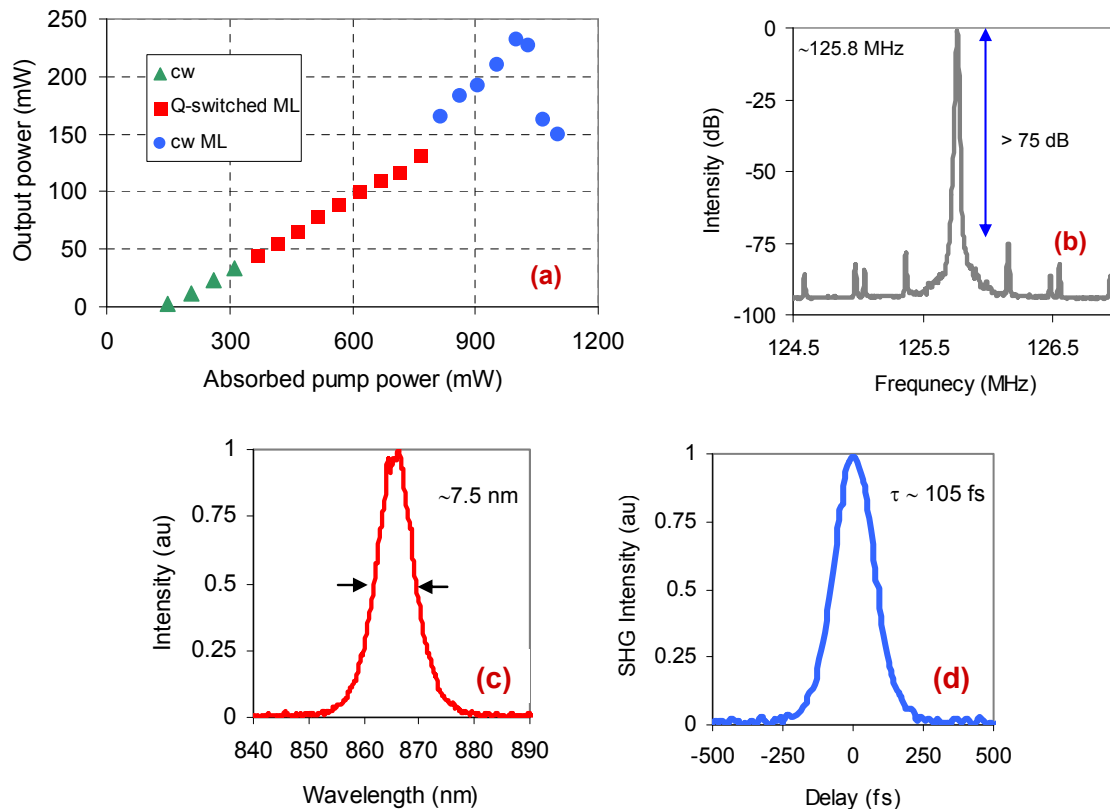 250
200
150
100
50
0
Output power (mW)
cw
Q-switched ML
cw ML
(a)
0
300
600
900
1200
Absorbed pump power (mW)
0
-25
-50
-75
-100
Intensity (dB)
~125.8 MHz
> 75 dB
(b)
124.5
125.5
126.5
Frequnecy (MHz)
1
0.75
0.5
0.25
0
Intensity (au)
~7.5 nm
(c)
840
850
860
870
880
890
Wavelength (nm)
1
0.75
0.5
0.25
0
SHG Intensity (au)
τ ~ 105 fs
(d)
-500
-250
0
250
500
Delay (fs)